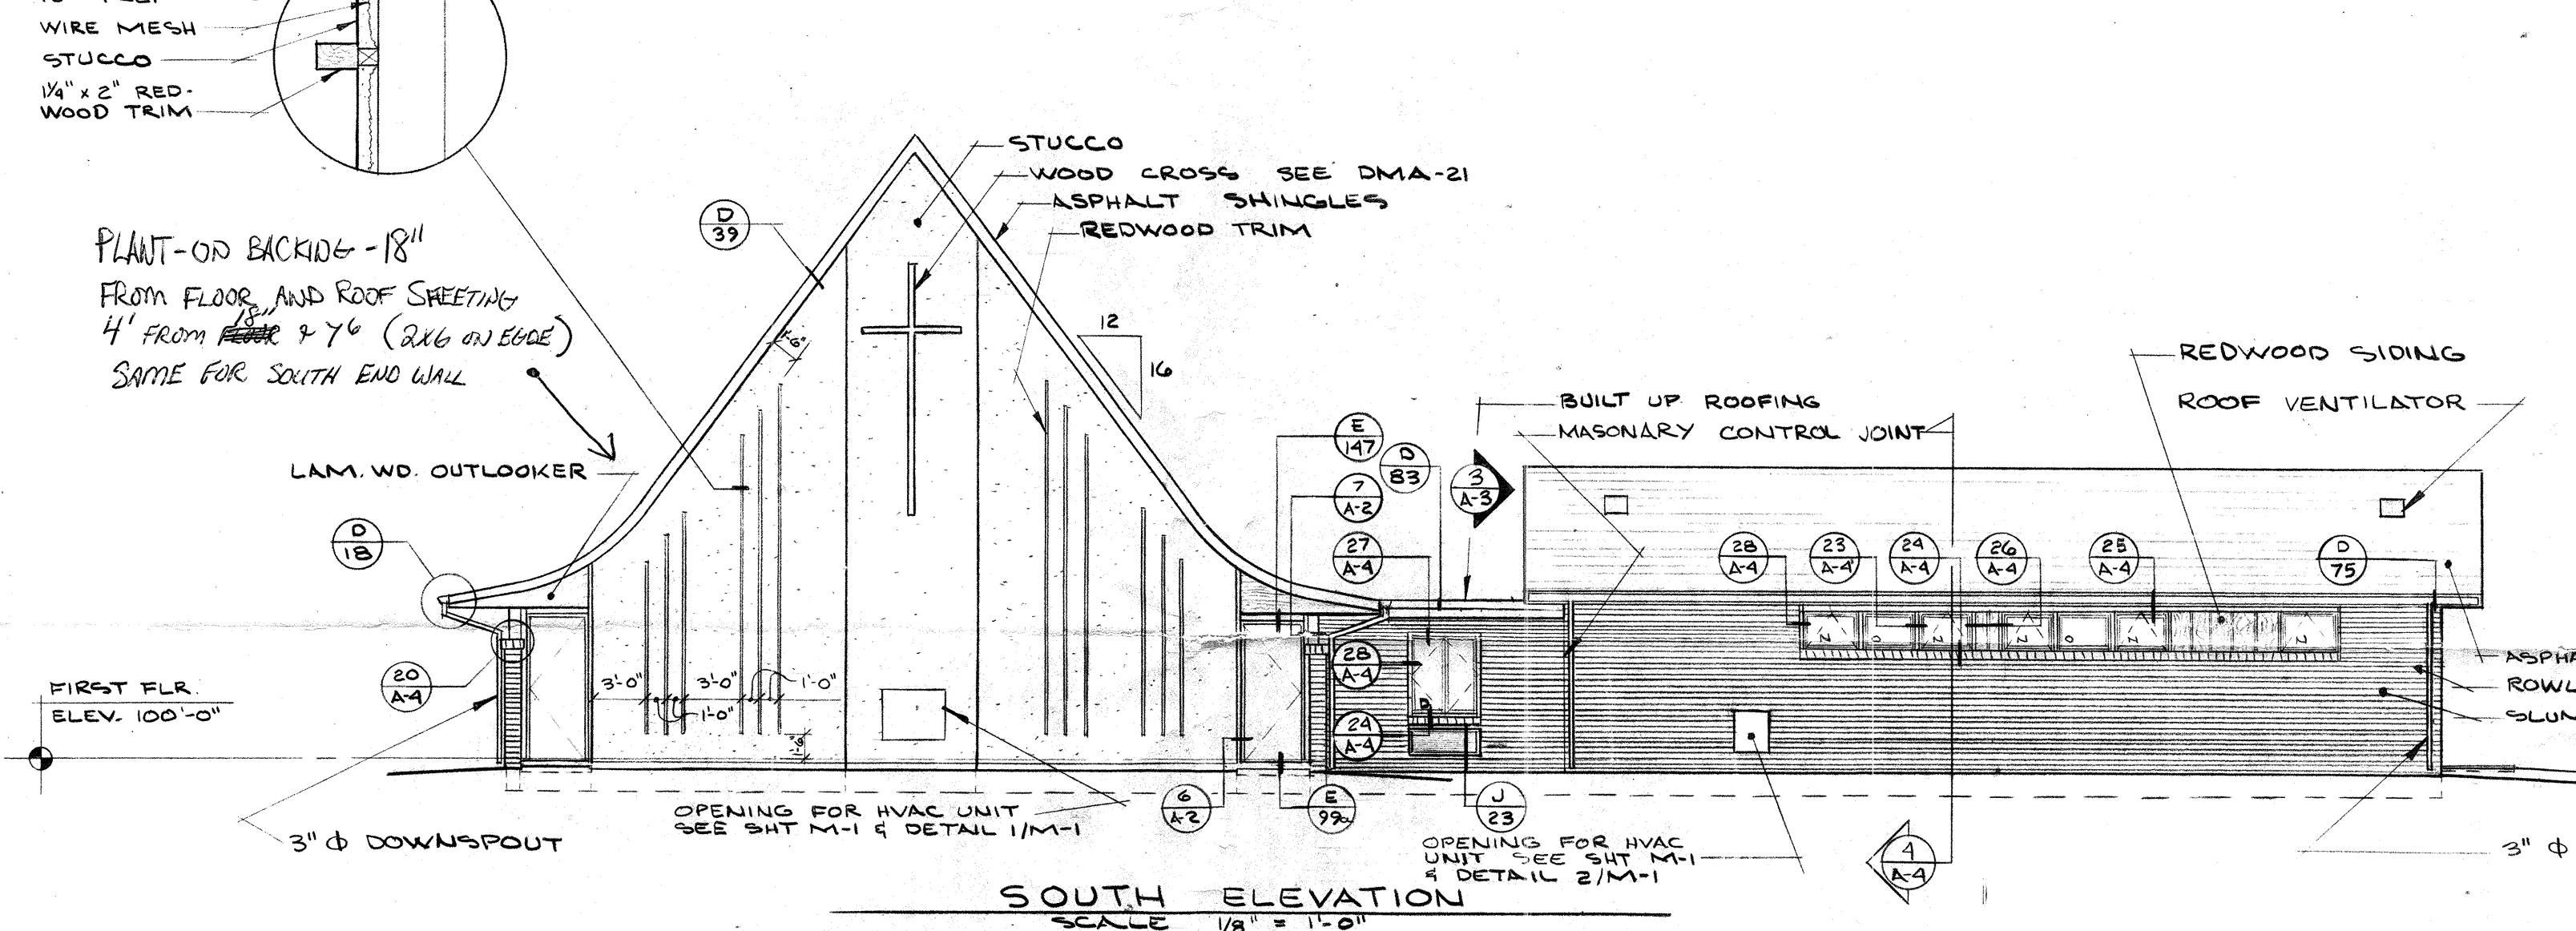 WIRE MESH
STUCCO
1¼" x 2" RED-
WOOD TRIM
PLANT-ON BACKING - 18"
FROM FLOOR AND ROOF SHEETING
18"
4' FROM & 7⁶ (2X6 ON EGDE)
SAME FOR SOUTH END WALL
LAM. WD. OUTLOOKER
D
18
20
A-4
FIRST FLR.
ELEV. 100'-0"
3" Φ DOWNSPOUT
D
39
STUCCO
WOOD CROSS SEE DMA-21
ASPHALT SHINGLES
REDWOOD TRIM
12
16
3'-0"
3'-0"
1'-0"
1'-0"
OPENING FOR HVAC UNIT
SEE SHT M-1 & DETAIL 1/M-1
6
A-2
E
99a
E
147
D
83
7
A-2
3
A-3
27
A-4
28
A-4
24
A-4
J
23
BUILT UP ROOFING
MASONARY CONTROL JOINT
REDWOOD SIDING
ROOF VENTILATOR
28
A-4
23
A-4
24
A-4
26
A-4
25
A-4
D
75
N
O
N
N
O
N
N
ASPHA
ROWL
SLUM
3" Φ
OPENING FOR HVAC
UNIT SEE SHT M-1
& DETAIL 2/M-1
4
A-4
SOUTH ELEVATION
SCALE 1/8" = 1'-0"